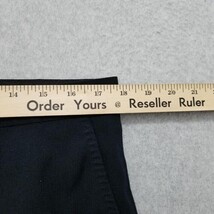 14 15 16 17 18 19 20 21
Order Yours @ Reseller Ruler